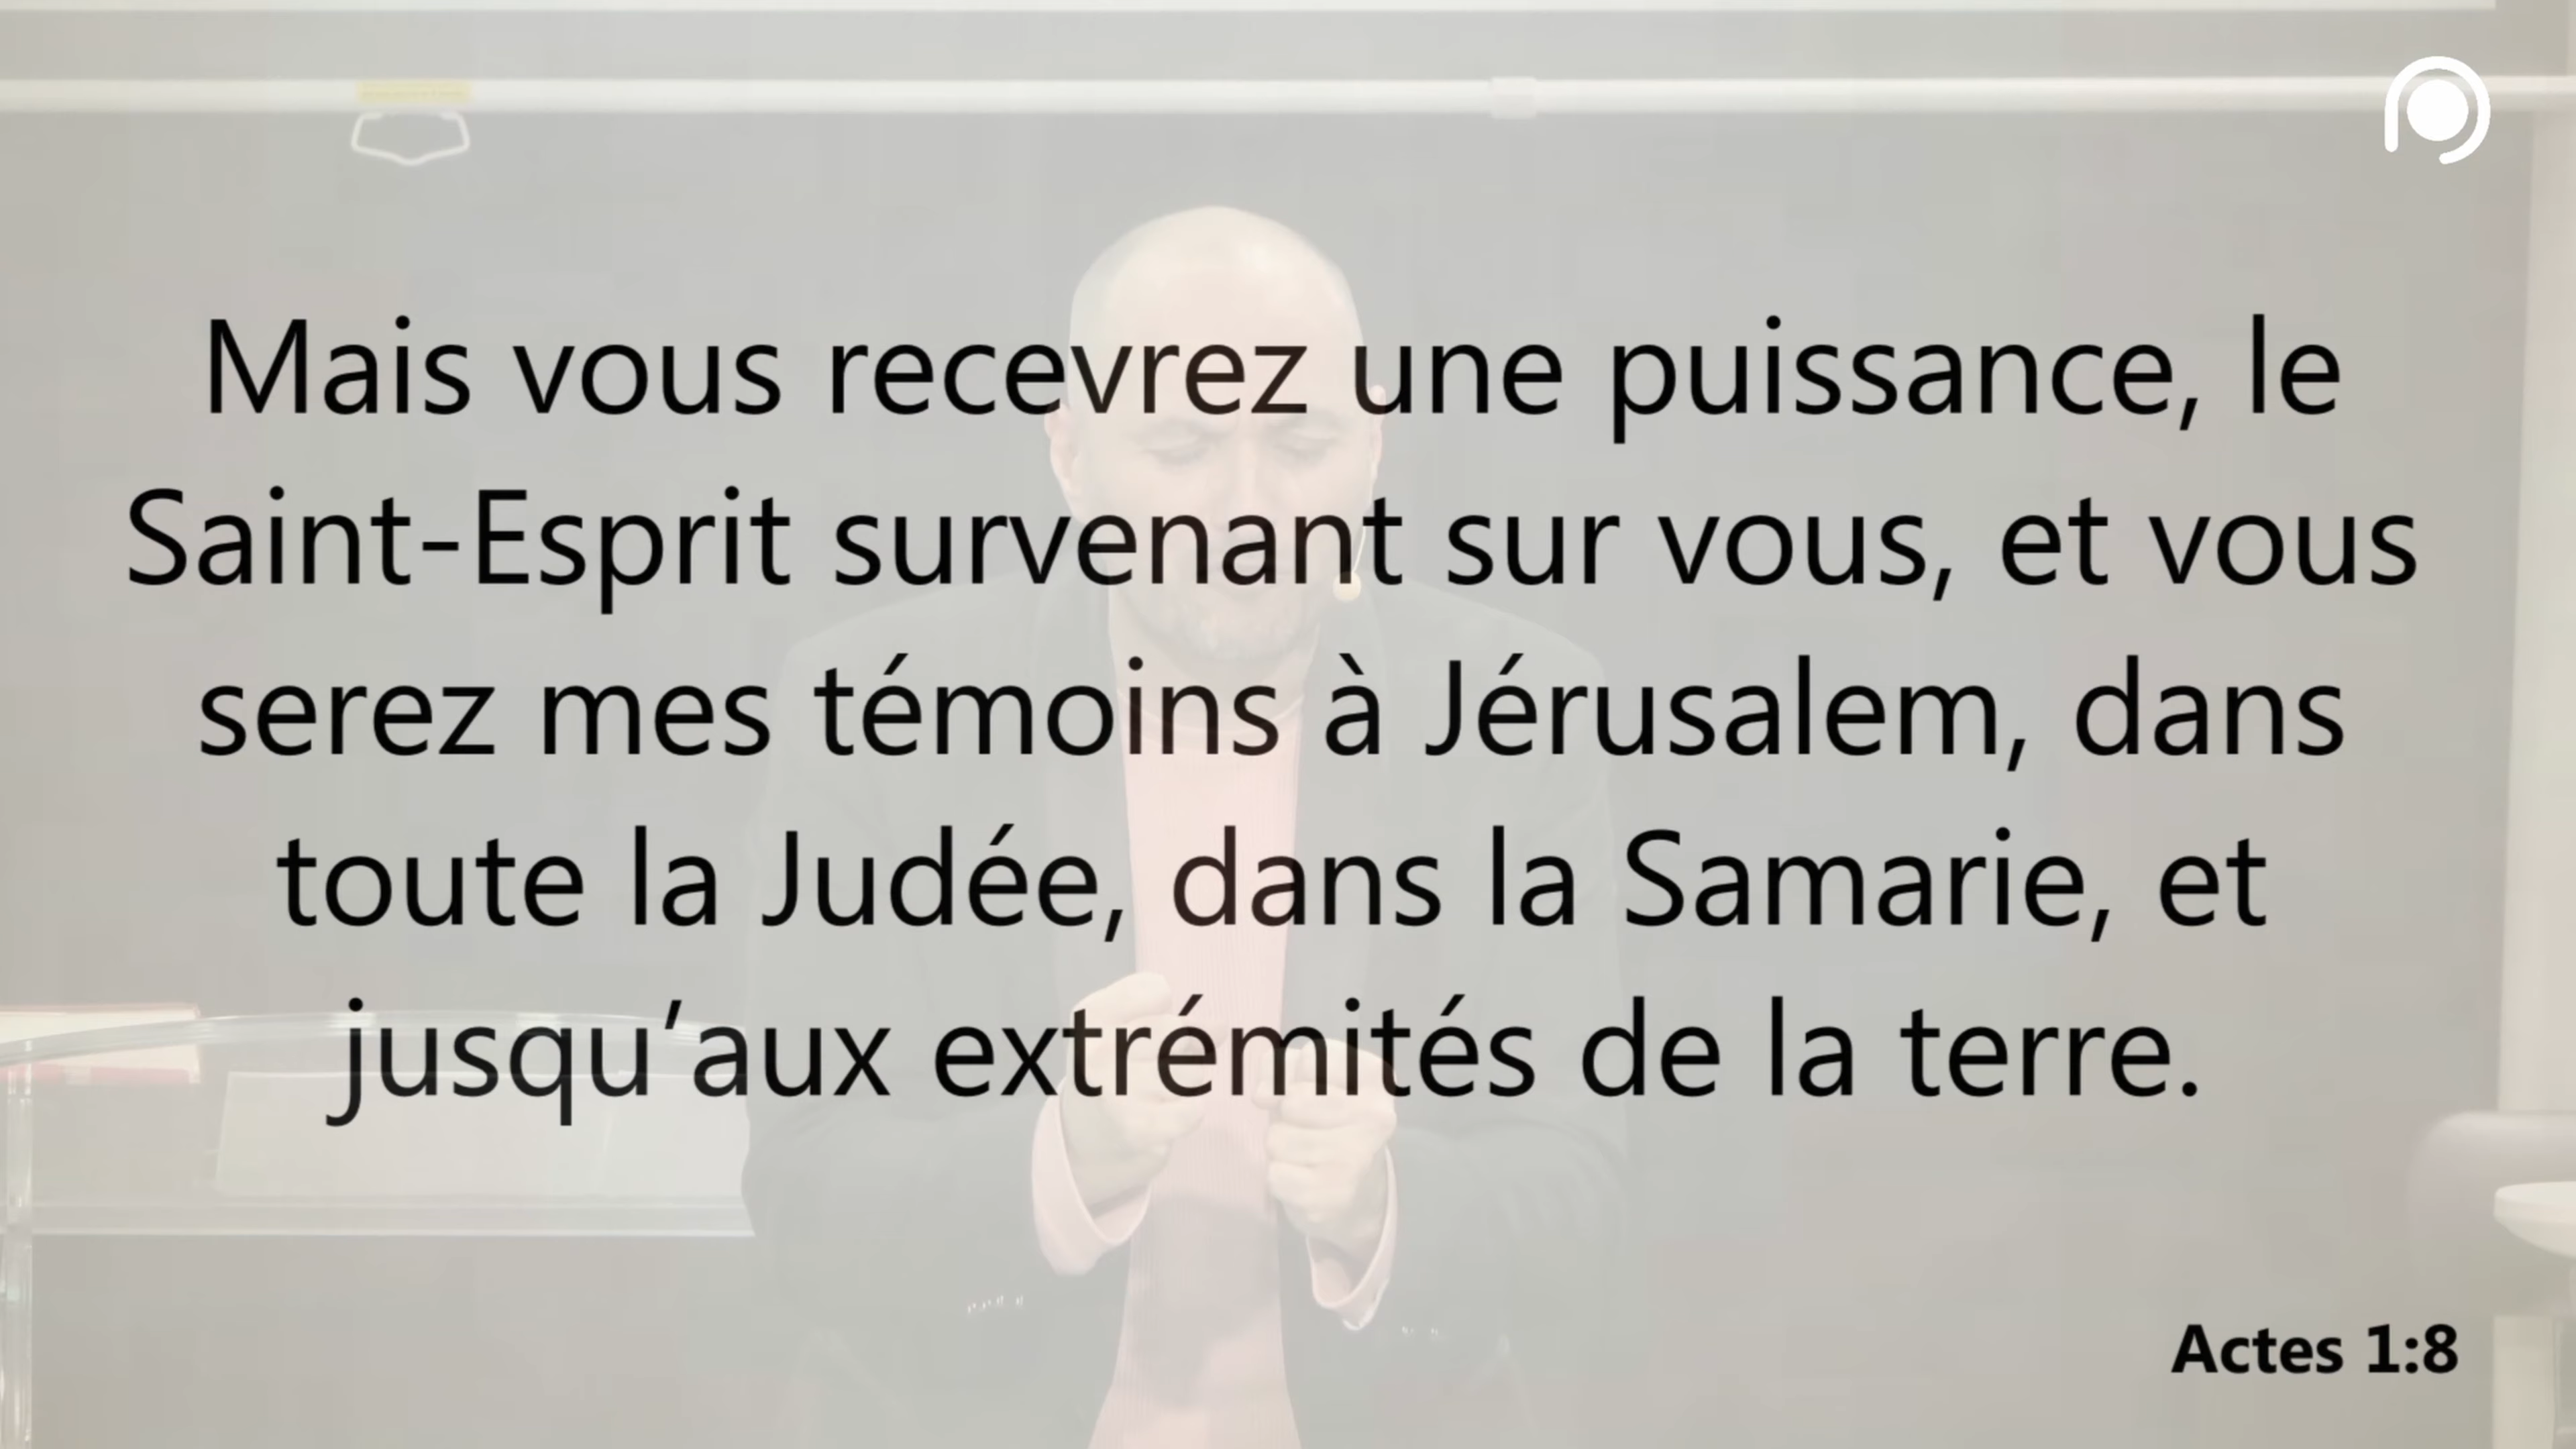 Mais vous recevrez une puissance, le
Saint-Esprit survenant sur vous, et vous
serez mes témoins à Jérusalem, dans
toute la Judée, dans la Samarie, et
jusqu’aux extrémités de la terre.
Actes 1:8